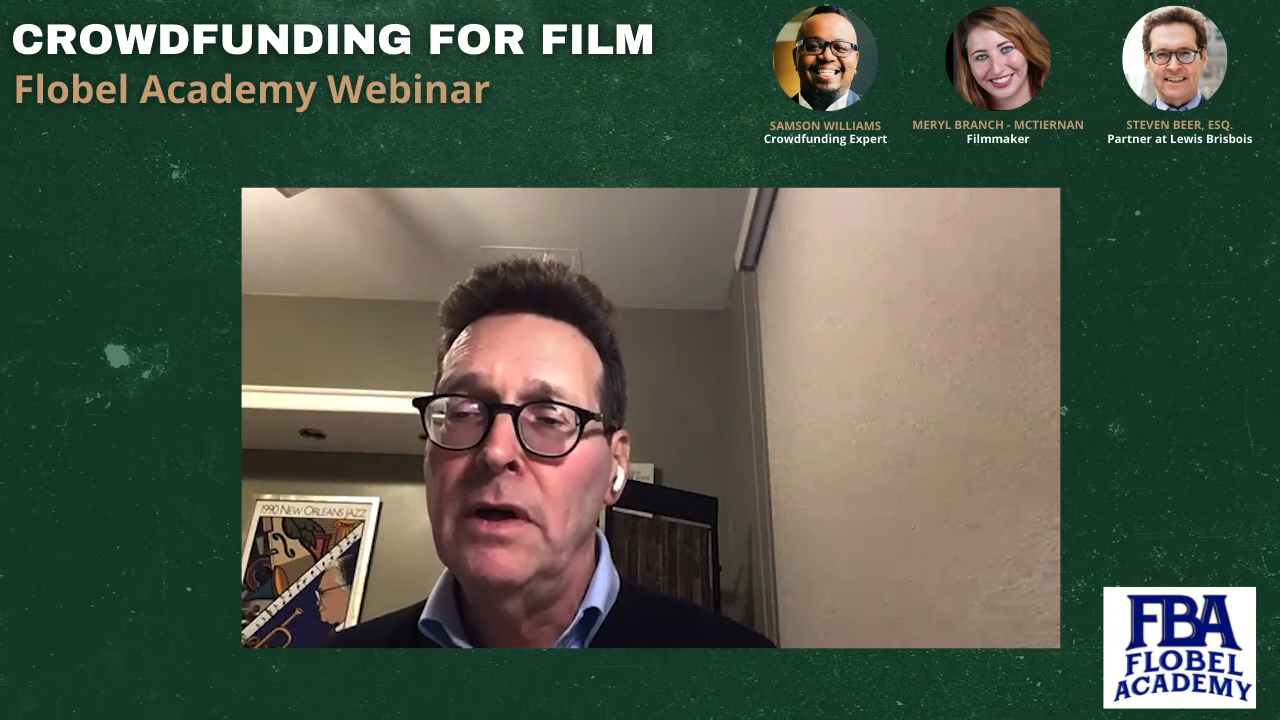 CROWDFUNDING FOR FILM
Flobel Academy Webinar
SAMSON WILLIAMS
Crowdfunding Expert
MERYL BRANCH - MCTIERNAN
Filmmaker
STEVEN BEER, ESQ.
Partner at Lewis Brisbois
1990 NEW ORLEANS JAZZ
FBA
FLOBEL
ACADEMY